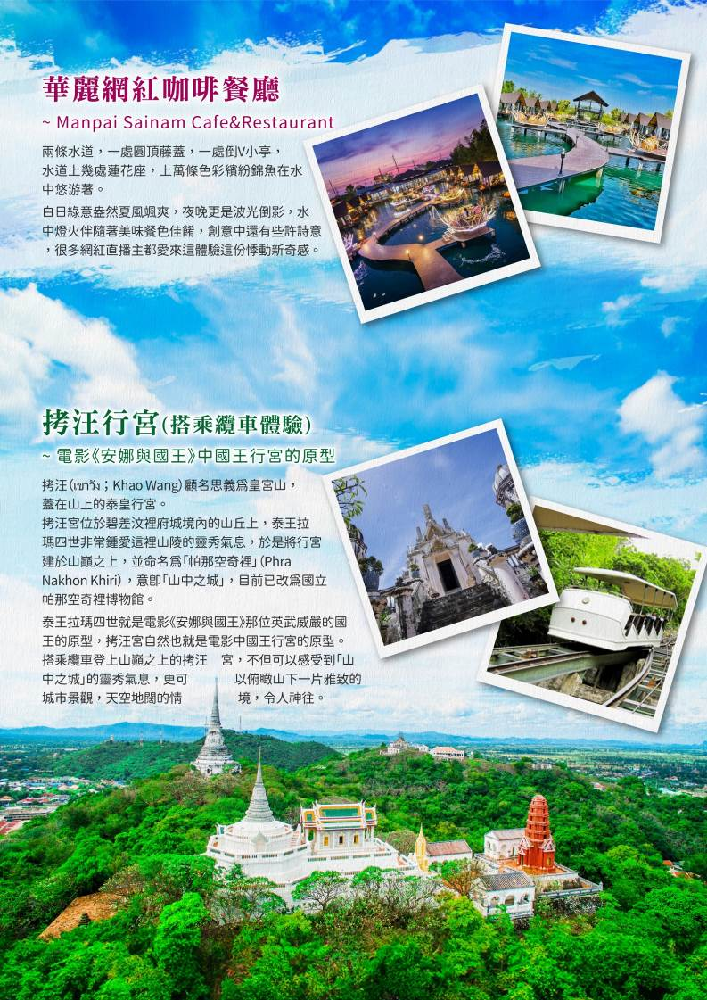 華麗網紅咖啡餐廳
~ Manpai Sainam Cafe&Restaurant
兩條水道，一處圓頂藤蓋，一處倒V小亭，
水道上幾處蓮花座，上萬條色彩繽紛錦魚在水
中悠游著。
白日綠意盎然夏風颯爽，夜晚更是波光倒影，水
中燈火伴隨著美味餐色佳餚，創意中還有些許詩意
，很多網紅直播主都愛來這體驗這份悸動新奇感。
拷汪行宮(搭乘纜車體驗)
~ 電影《安娜與國王》中國王行宮的原型
拷汪(เขาวัง；Khao Wang) 顧名思義爲皇宮山，
蓋在山上的泰皇行宮。
拷汪宮位於碧差汶裡府城境內的山丘上，泰王拉
瑪四世非常鍾愛這裡山陵的靈秀氣息，於是將行宮
建於山巔之上，並命名爲「帕那空奇裡」(Phra
Nakhon Khiri) ，意卽「山中之城」，目前已改爲國立
帕那空奇裡博物館。
泰王拉瑪四世就是電影《安娜與國王》那位英武威嚴的國
王的原型，拷汪宮自然也就是電影中國王行宮的原型。
搭乘纜車登上山巔之上的拷汪 宮，不但可以感受到「山
中之城」的靈秀氣息，更可 以俯瞰山下一片雅致的
城市景觀，天空地闊的情 境，令人神往。